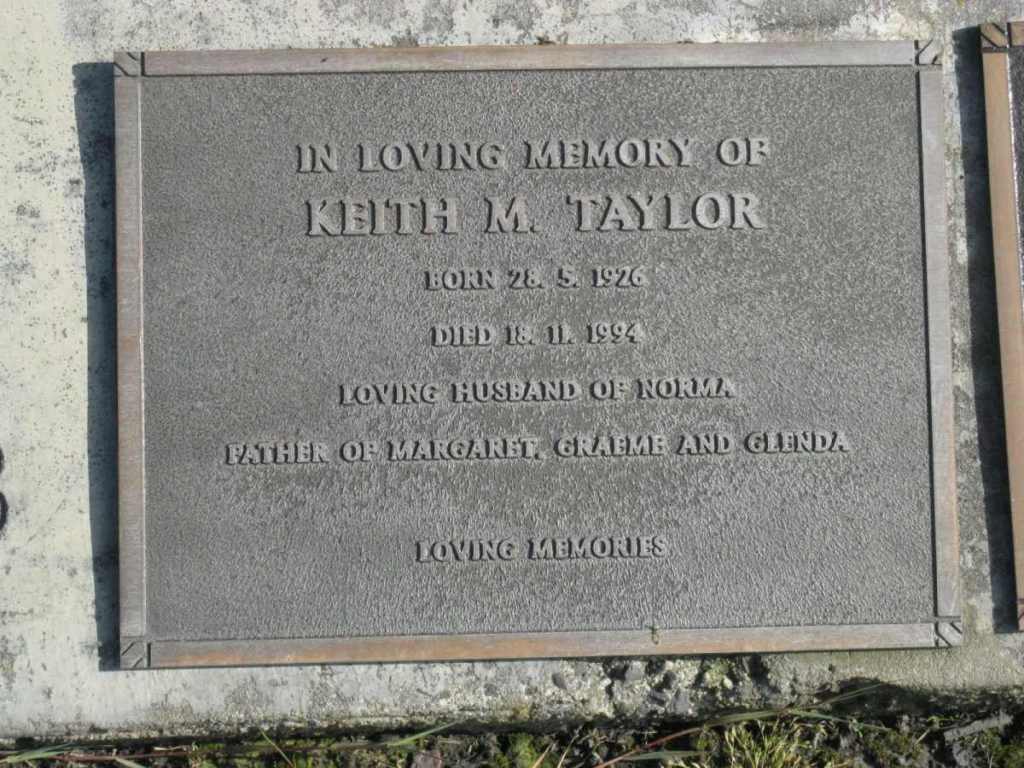 IN LOVING MEMORY OF
KEITH M. TAYLOR
BORN 28. 5. 1926
DIED 18. 11. 1994
LOVING HUSBAND OF NORMA
FATHER OF MARGARET, GRAEME AND GLENDA
LOVING MEMORIES